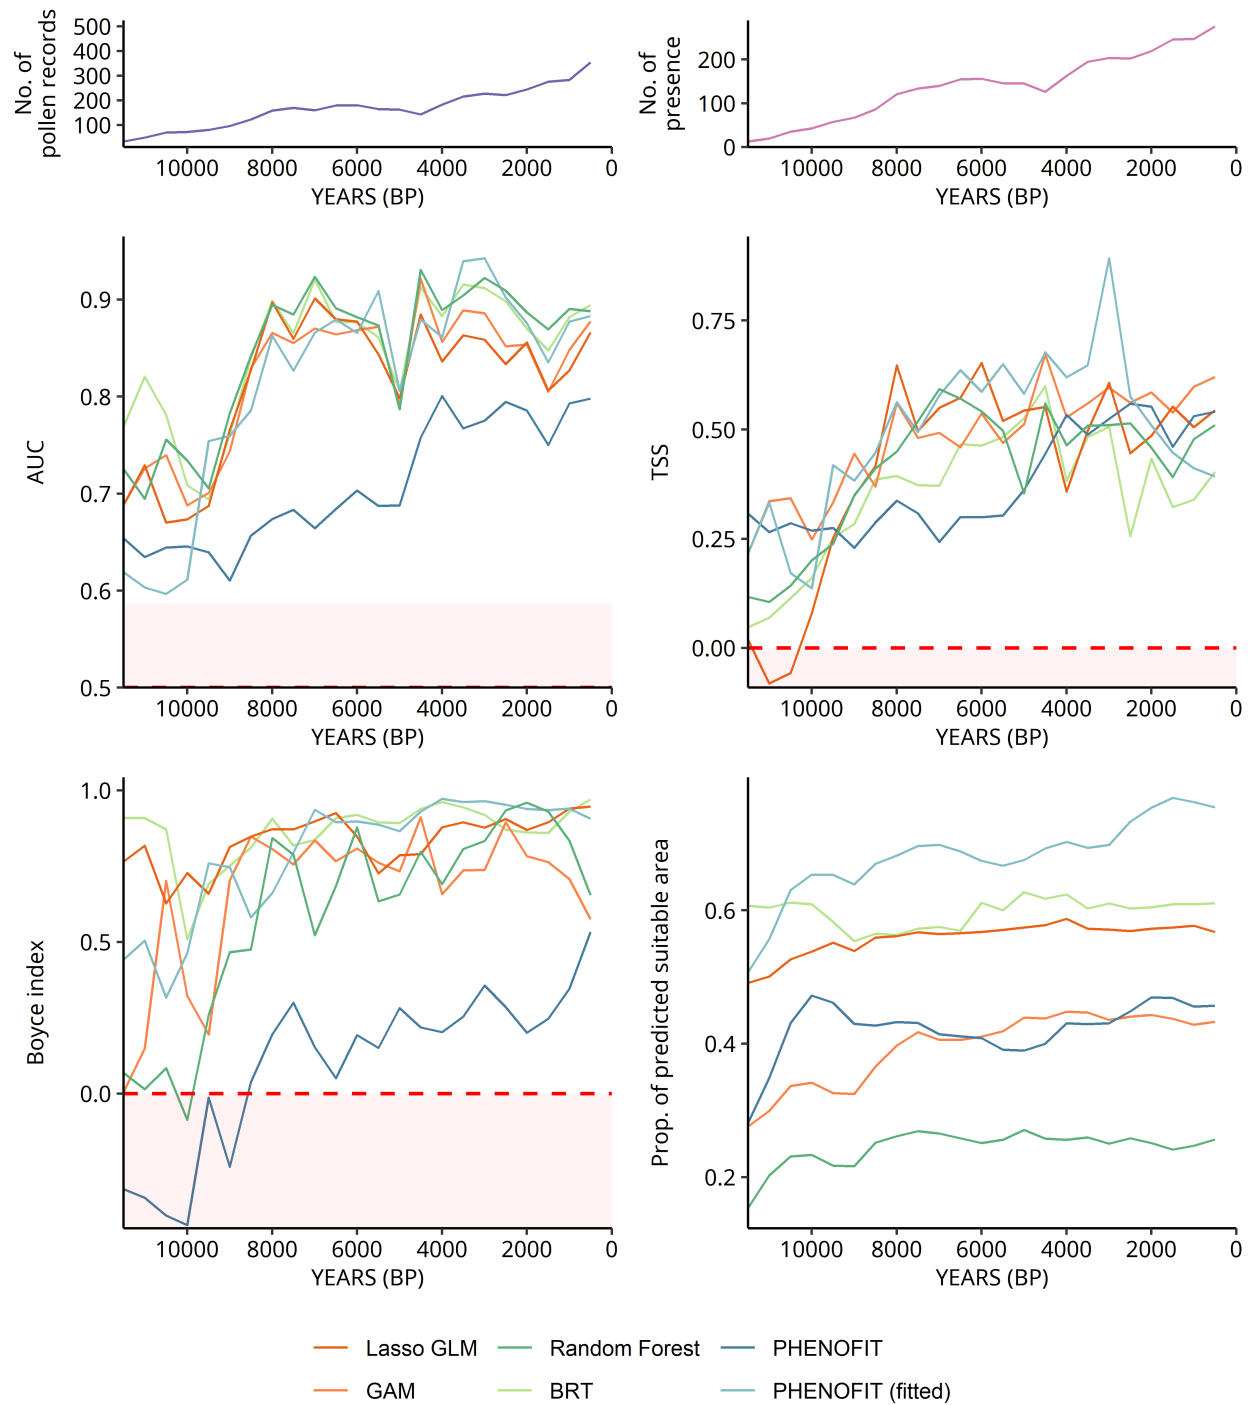 No. of
pollen records
500
400
300
200
100
10000 8000 6000 4000 2000 0
YEARS (BP)
No. of
presence
200
100
0
10000 8000 6000 4000 2000 0
YEARS (BP)
AUC
0.9
0.8
0.7
0.6
0.5
10000 8000 6000 4000 2000 0
YEARS (BP)
TSS
0.75
0.50
0.25
0.00
10000 8000 6000 4000 2000 0
YEARS (BP)
Boyce index
1.0
0.5
0.0
10000 8000 6000 4000 2000 0
YEARS (BP)
Prop. of predicted suitable area
0.6
0.4
0.2
10000 8000 6000 4000 2000 0
YEARS (BP)
Lasso GLM Random Forest PHENOFIT
GAM BRT PHENOFIT (fitted)